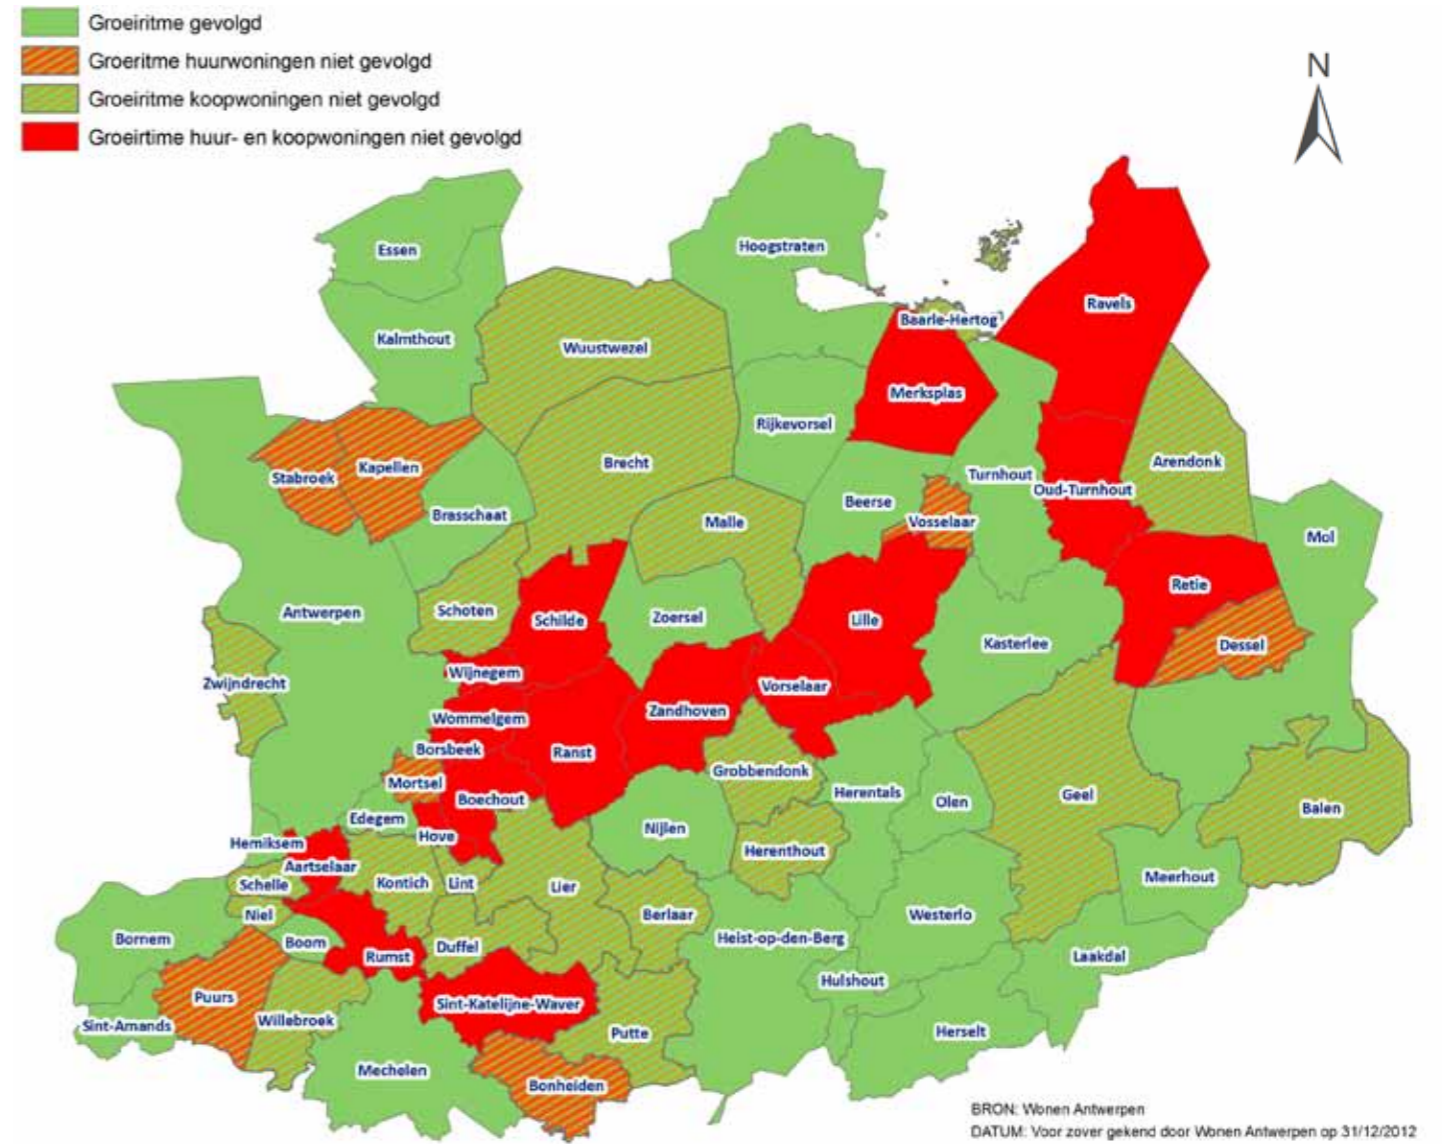 Groeiritme gevolgd
Groeritme huurwoningen niet gevolgd
Groeiritme koopwoningen niet gevolgd
Groeirtime huur- en koopwoningen niet gevolgd
N
Essen
Hoogstraten
Ravels
Baarle-Hertog
Kalmthout
Wuustwezel
Merksplas
Rijkevorsel
Brecht
Arendonk
Kapellen
Stabroek
Turnhout
Oud-Turnhout
Beerse
Brasschaat
Malle
Vosselaar
Mol
Retie
Antwerpen
Schoten
Schilde
Zoersel
Lille
Kasterlee
Dessel
Wijnegem
Zwijndrecht
Vorselaar
Zandhoven
Wommelgem
Borsbeek
Ranst
Grobbendonk
Mortsel
Boechout
Herentals
Olen
Geel
Balen
Edegem
Nijlen
Hove
Hemiksem
Herenthout
Aartselaar
Meerhout
Schelle
Kontich
Lint
Lier
Niel
Berlaar
Westerlo
Bornem
Boom
Duffel
Heist-op-den-Berg
Rumst
Laakdal
Hulshout
Puurs
Sint-Katelijne-Waver
Sint-Amands
Willebroek
Putte
Herselt
Mechelen
Bonheiden
BRON: Wonen Antwerpen
DATUM: Voor zover gekend door Wonen Antwerpen op 31/12/2012